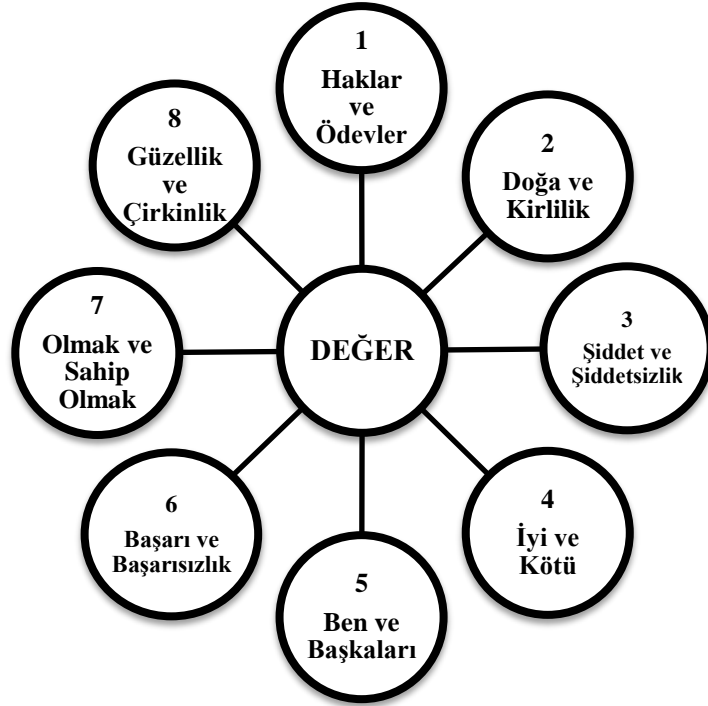 1
Haklar
ve
Ödevler
2
Doğa ve
Kirlilik
3
Şiddet ve
Şiddetsizlik
4
İyi ve
Kötü
5
Ben ve
Başkaları
6
Başarı ve
Başarısızlık
7
Olmak ve
Sahip
Olmak
8
Güzellik
ve
Çirkinlik
DEĞER